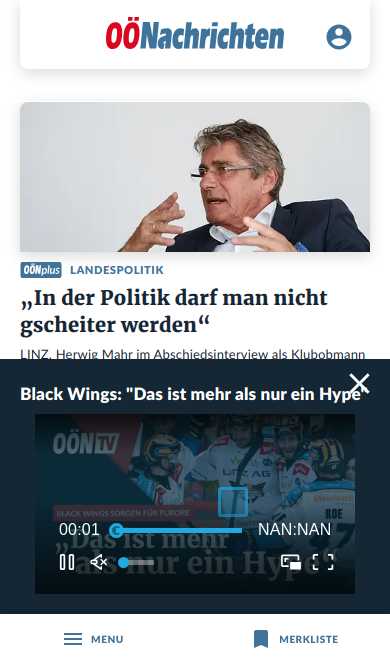 OÖNachrichten
OÖNplus LANDESPOLITIK
„In der Politik darf man nicht
gscheiter werden“
LINZ. Herwig Mahr im Abschiedsinterview als Klubobmann
Black Wings: "Das ist mehr als nur ein Hype"
OÖN TV
BLACK WINGS SORGEN FÜR FURORE
00:01
NAN:NAN
„Das ist mehr
als nur ein Hype“
ROE
MENU
MERKLISTE